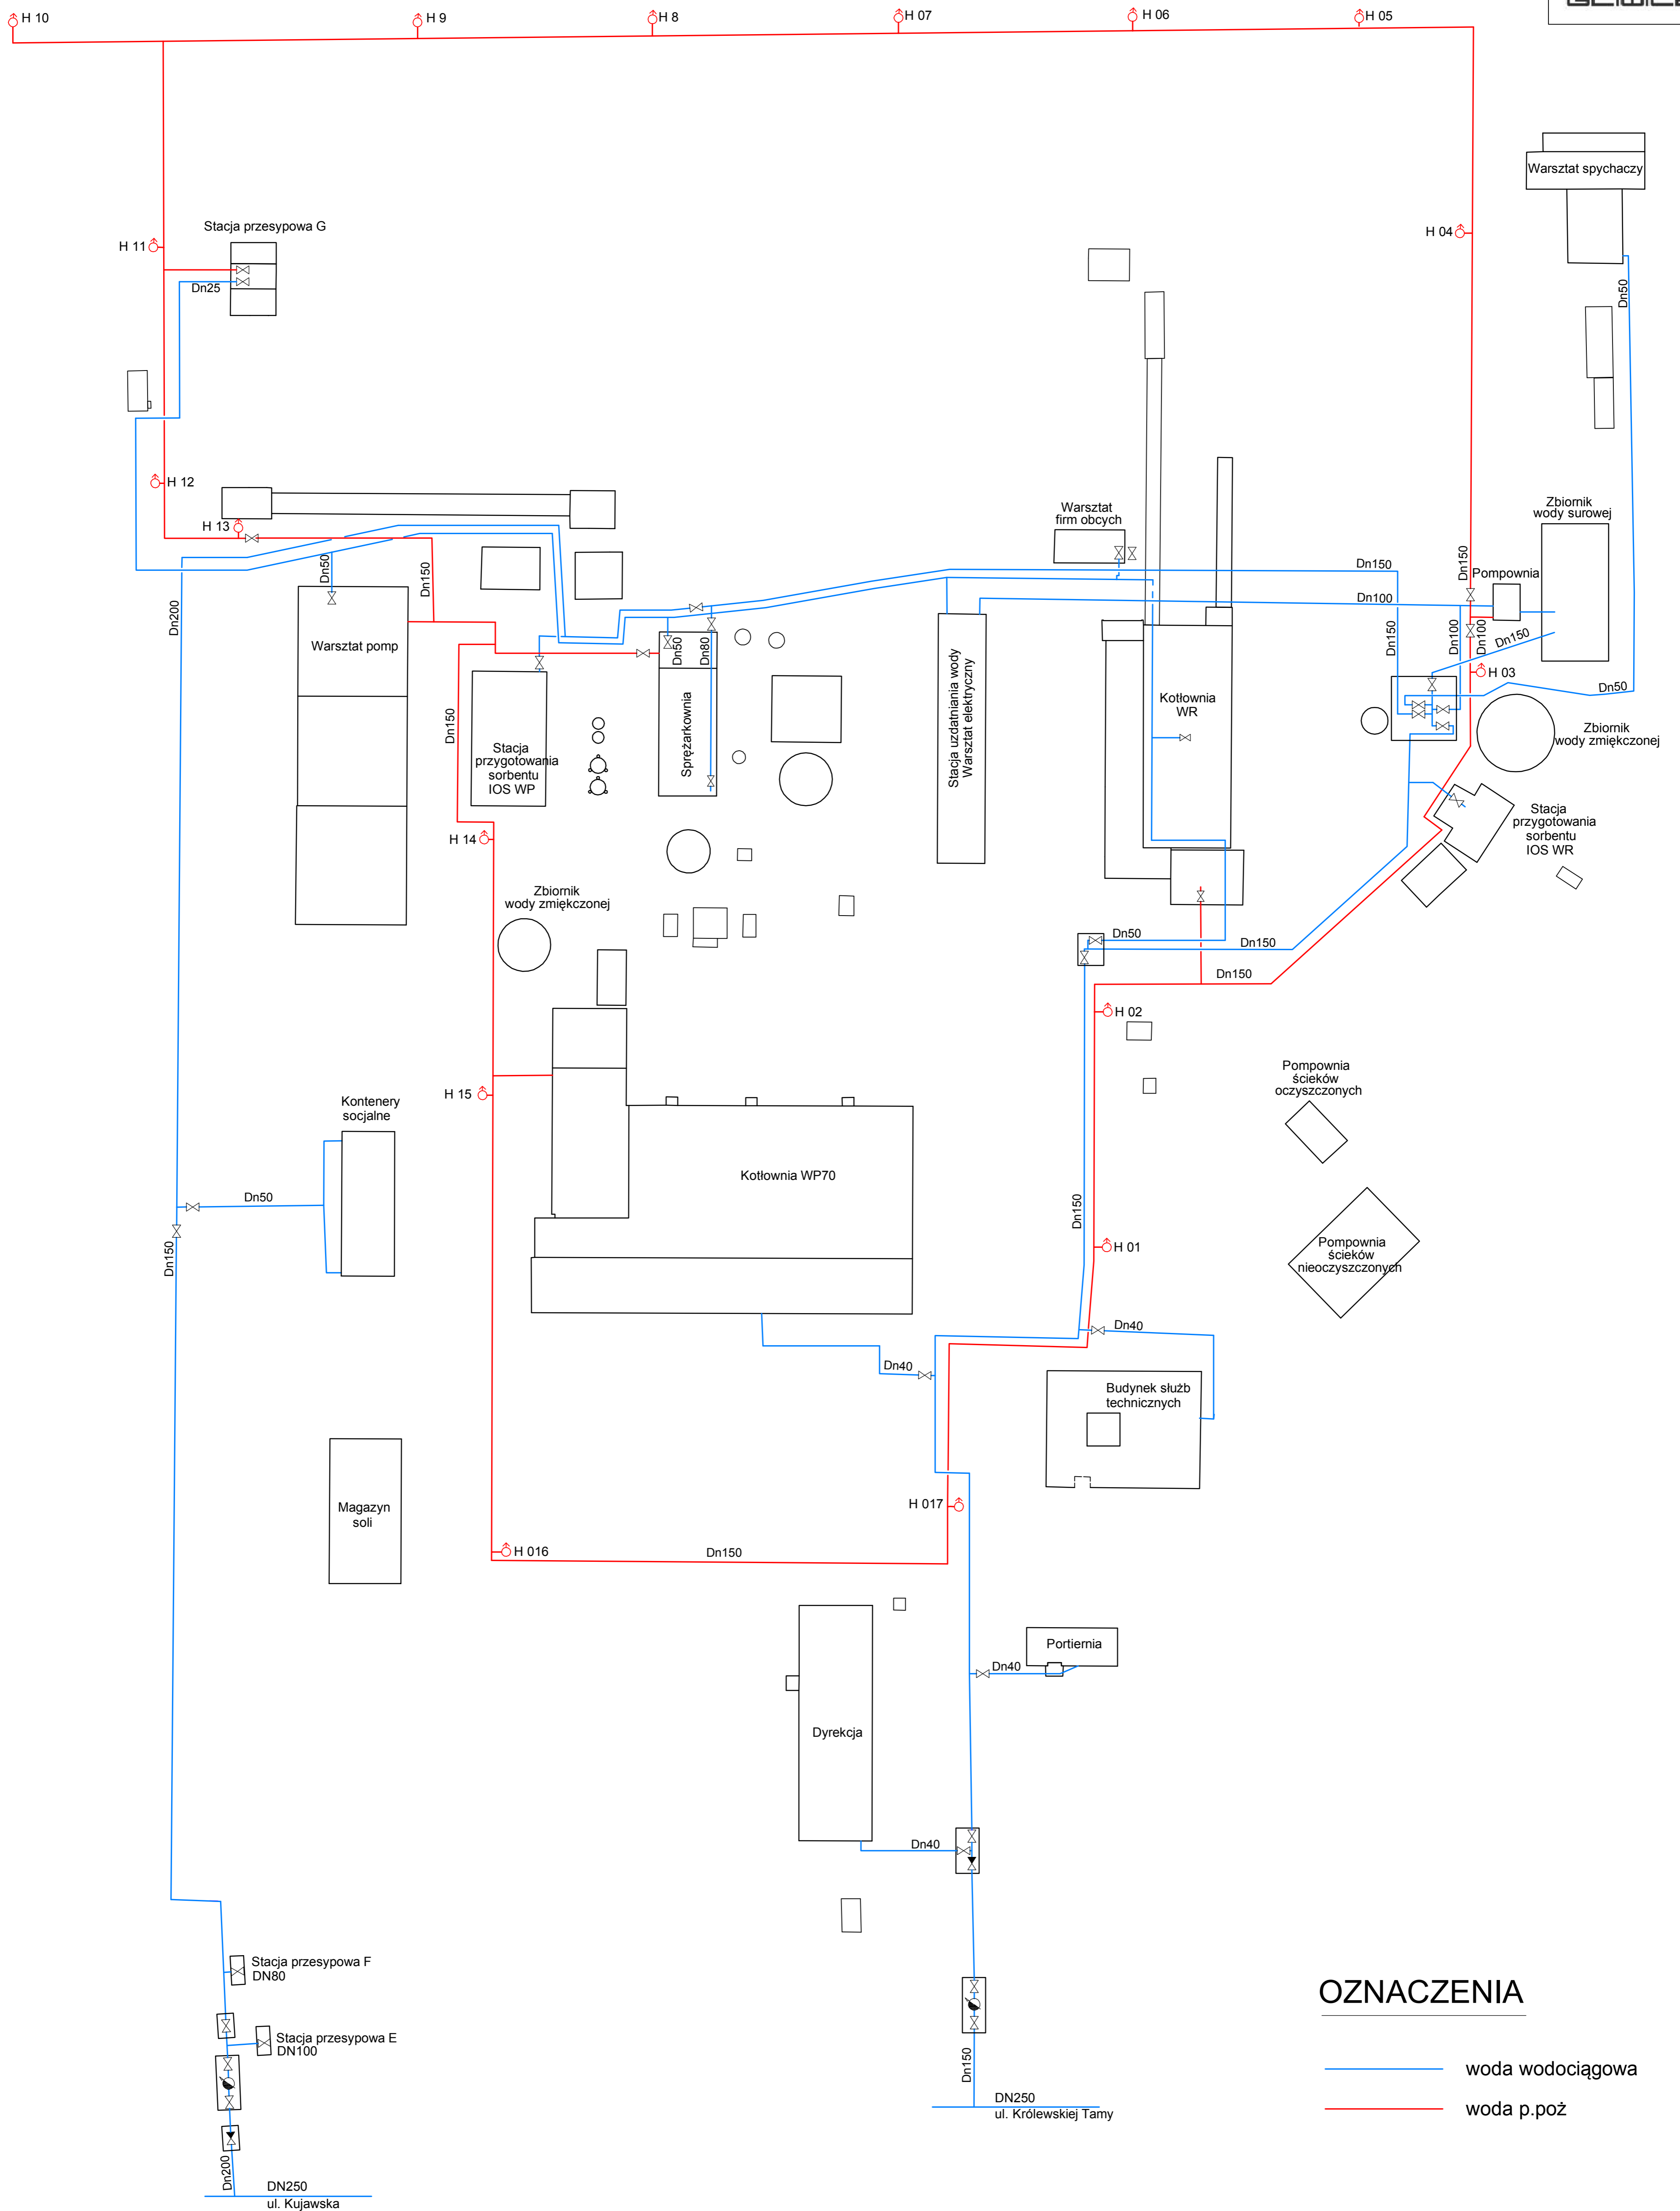 H 10
H 9
H 8
H 07
H 06
H 05
Warsztat spychaczy
Stacja przesypowa G
H 11
H 04
Dn25
Dn50
H 12
H 13
Warsztat
firm obcych
Zbiornik
wody surowej
Dn50
Dn150
Dn200
Dn150
Dn150
Pompownia
Dn100
Warsztat pomp
Dn50
Dn80
Dn150
Dn100
Dn100
Dn150
H 03
Dn50
Stacja uzdatniania wody
Warsztat elektryczny
Kotłownia
WR
Sprężarkownia
Dn150
Stacja
przygotowania
sorbentu
IOS WP
Zbiornik
wody zmiękczonej
Stacja
przygotowania
sorbentu
IOS WR
H 14
Zbiornik
wody zmiękczonej
Dn50
Dn150
Dn150
H 02
Pompownia
ścieków
oczyszczonych
H 15
Kontenery
socjalne
Kotłownia WP70
Dn50
Dn150
Dn150
H 01
Pompownia
ścieków
nieoczyszczonych
Dn40
Dn40
Budynek służb
technicznych
Magazyn
soli
H 017
H 016
Dn150
Portiernia
Dn40
Dyrekcja
Dn40
Stacja przesypowa F
DN80
Stacja przesypowa E
DN100
Dn150
DN250
ul. Królewskiej Tamy
Dn200
DN250
ul. Kujawska
OZNACZENIA
woda wodociągowa
woda p.poż